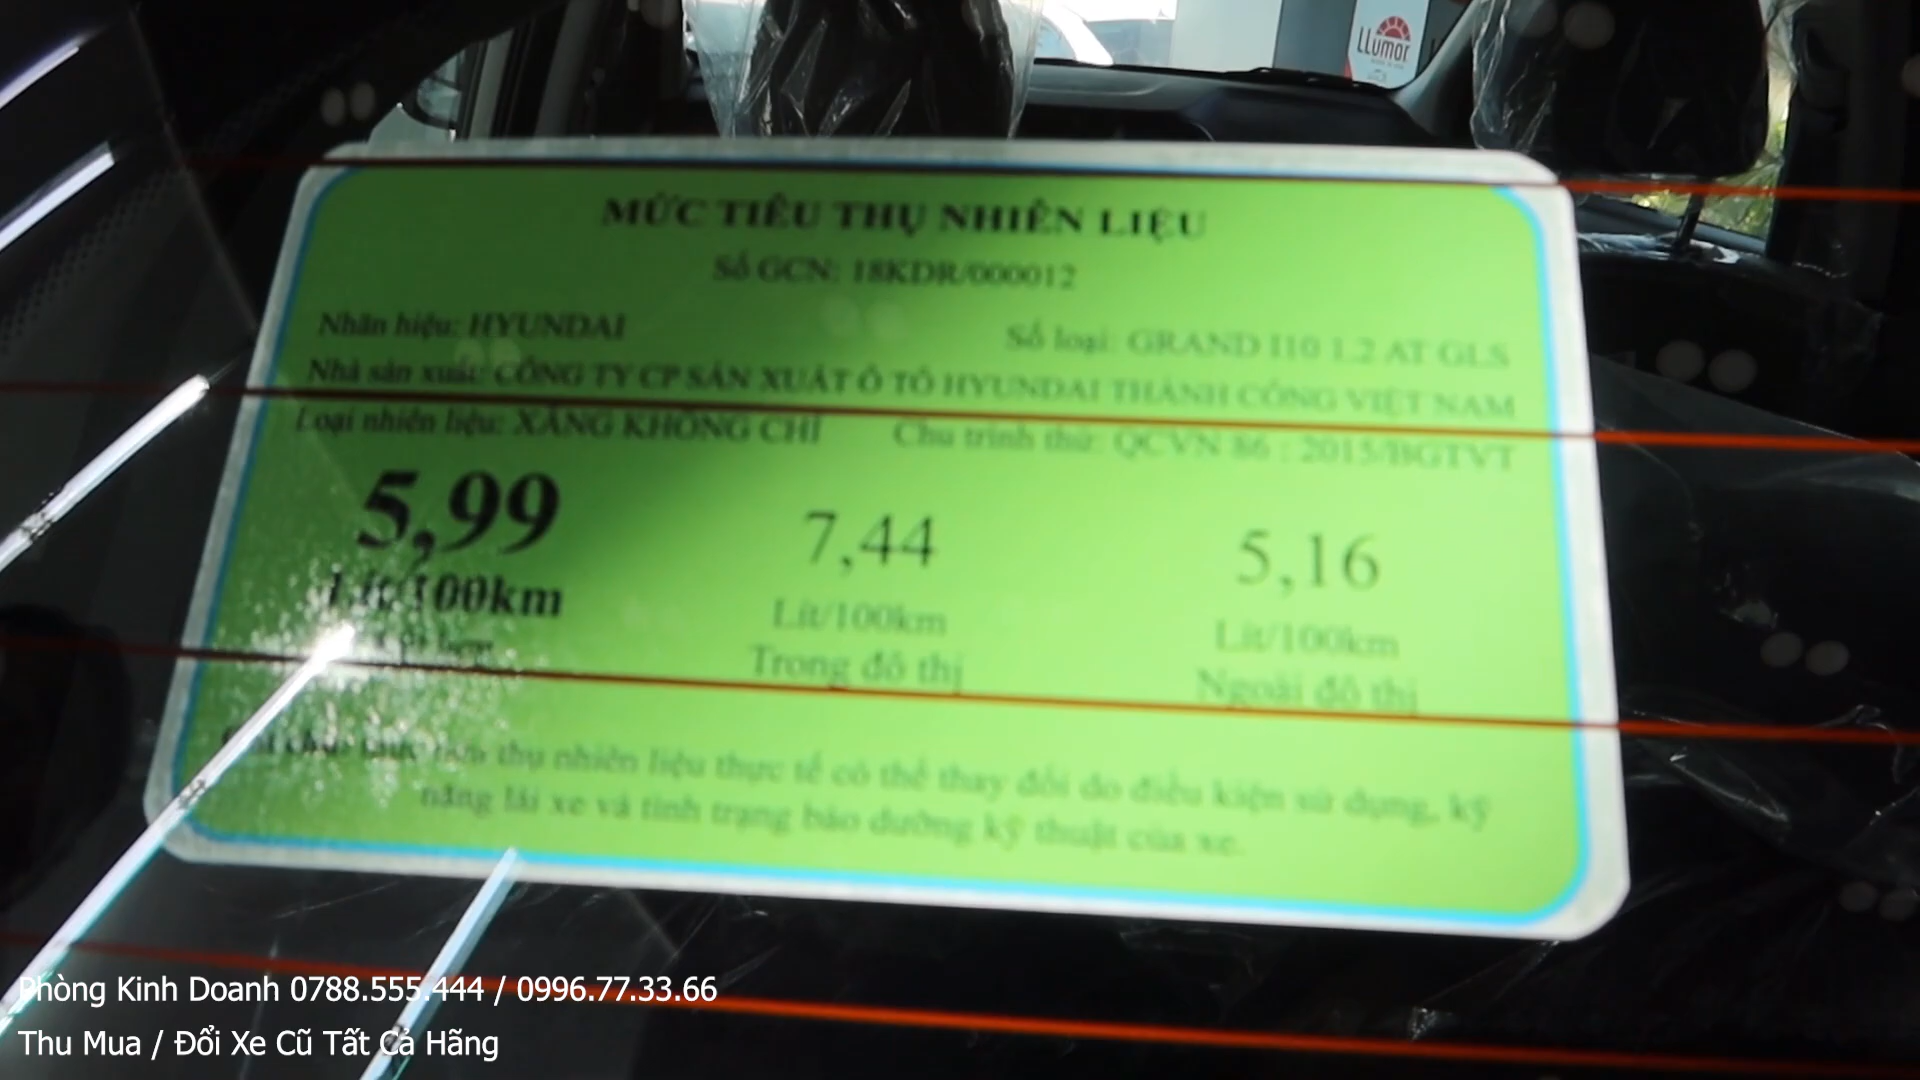 LLumar
MỨC TIÊU THỤ NHIÊN LIỆU
Số GCN: 18KDR/000012
Nhãn hiệu: HYUNDAI Số loại: GRAND I10 1.2 AT GLS
Nhà sản xuất: CÔNG TY CP SẢN XUẤT Ô TÔ HYUNDAI THÀNH CÔNG VIỆT NAM
Loại nhiên liệu: XĂNG KHÔNG CHÌ Chu trình thử: QCVN 86 : 2015/BGTVT
5,99 7,44 5,16
Lít/100km Lít/100km Lít/100km
Trong đô thị Ngoài đô thị
thụ nhiên liệu thực tế có thể thay đổi do điều kiện sử dụng, kỹ
năng lái xe và tình trạng bảo dưỡng kỹ thuật của xe.
Phòng Kinh Doanh 0788.555.444 / 0996.77.33.66
Thu Mua / Đổi Xe Cũ Tất Cả Hãng